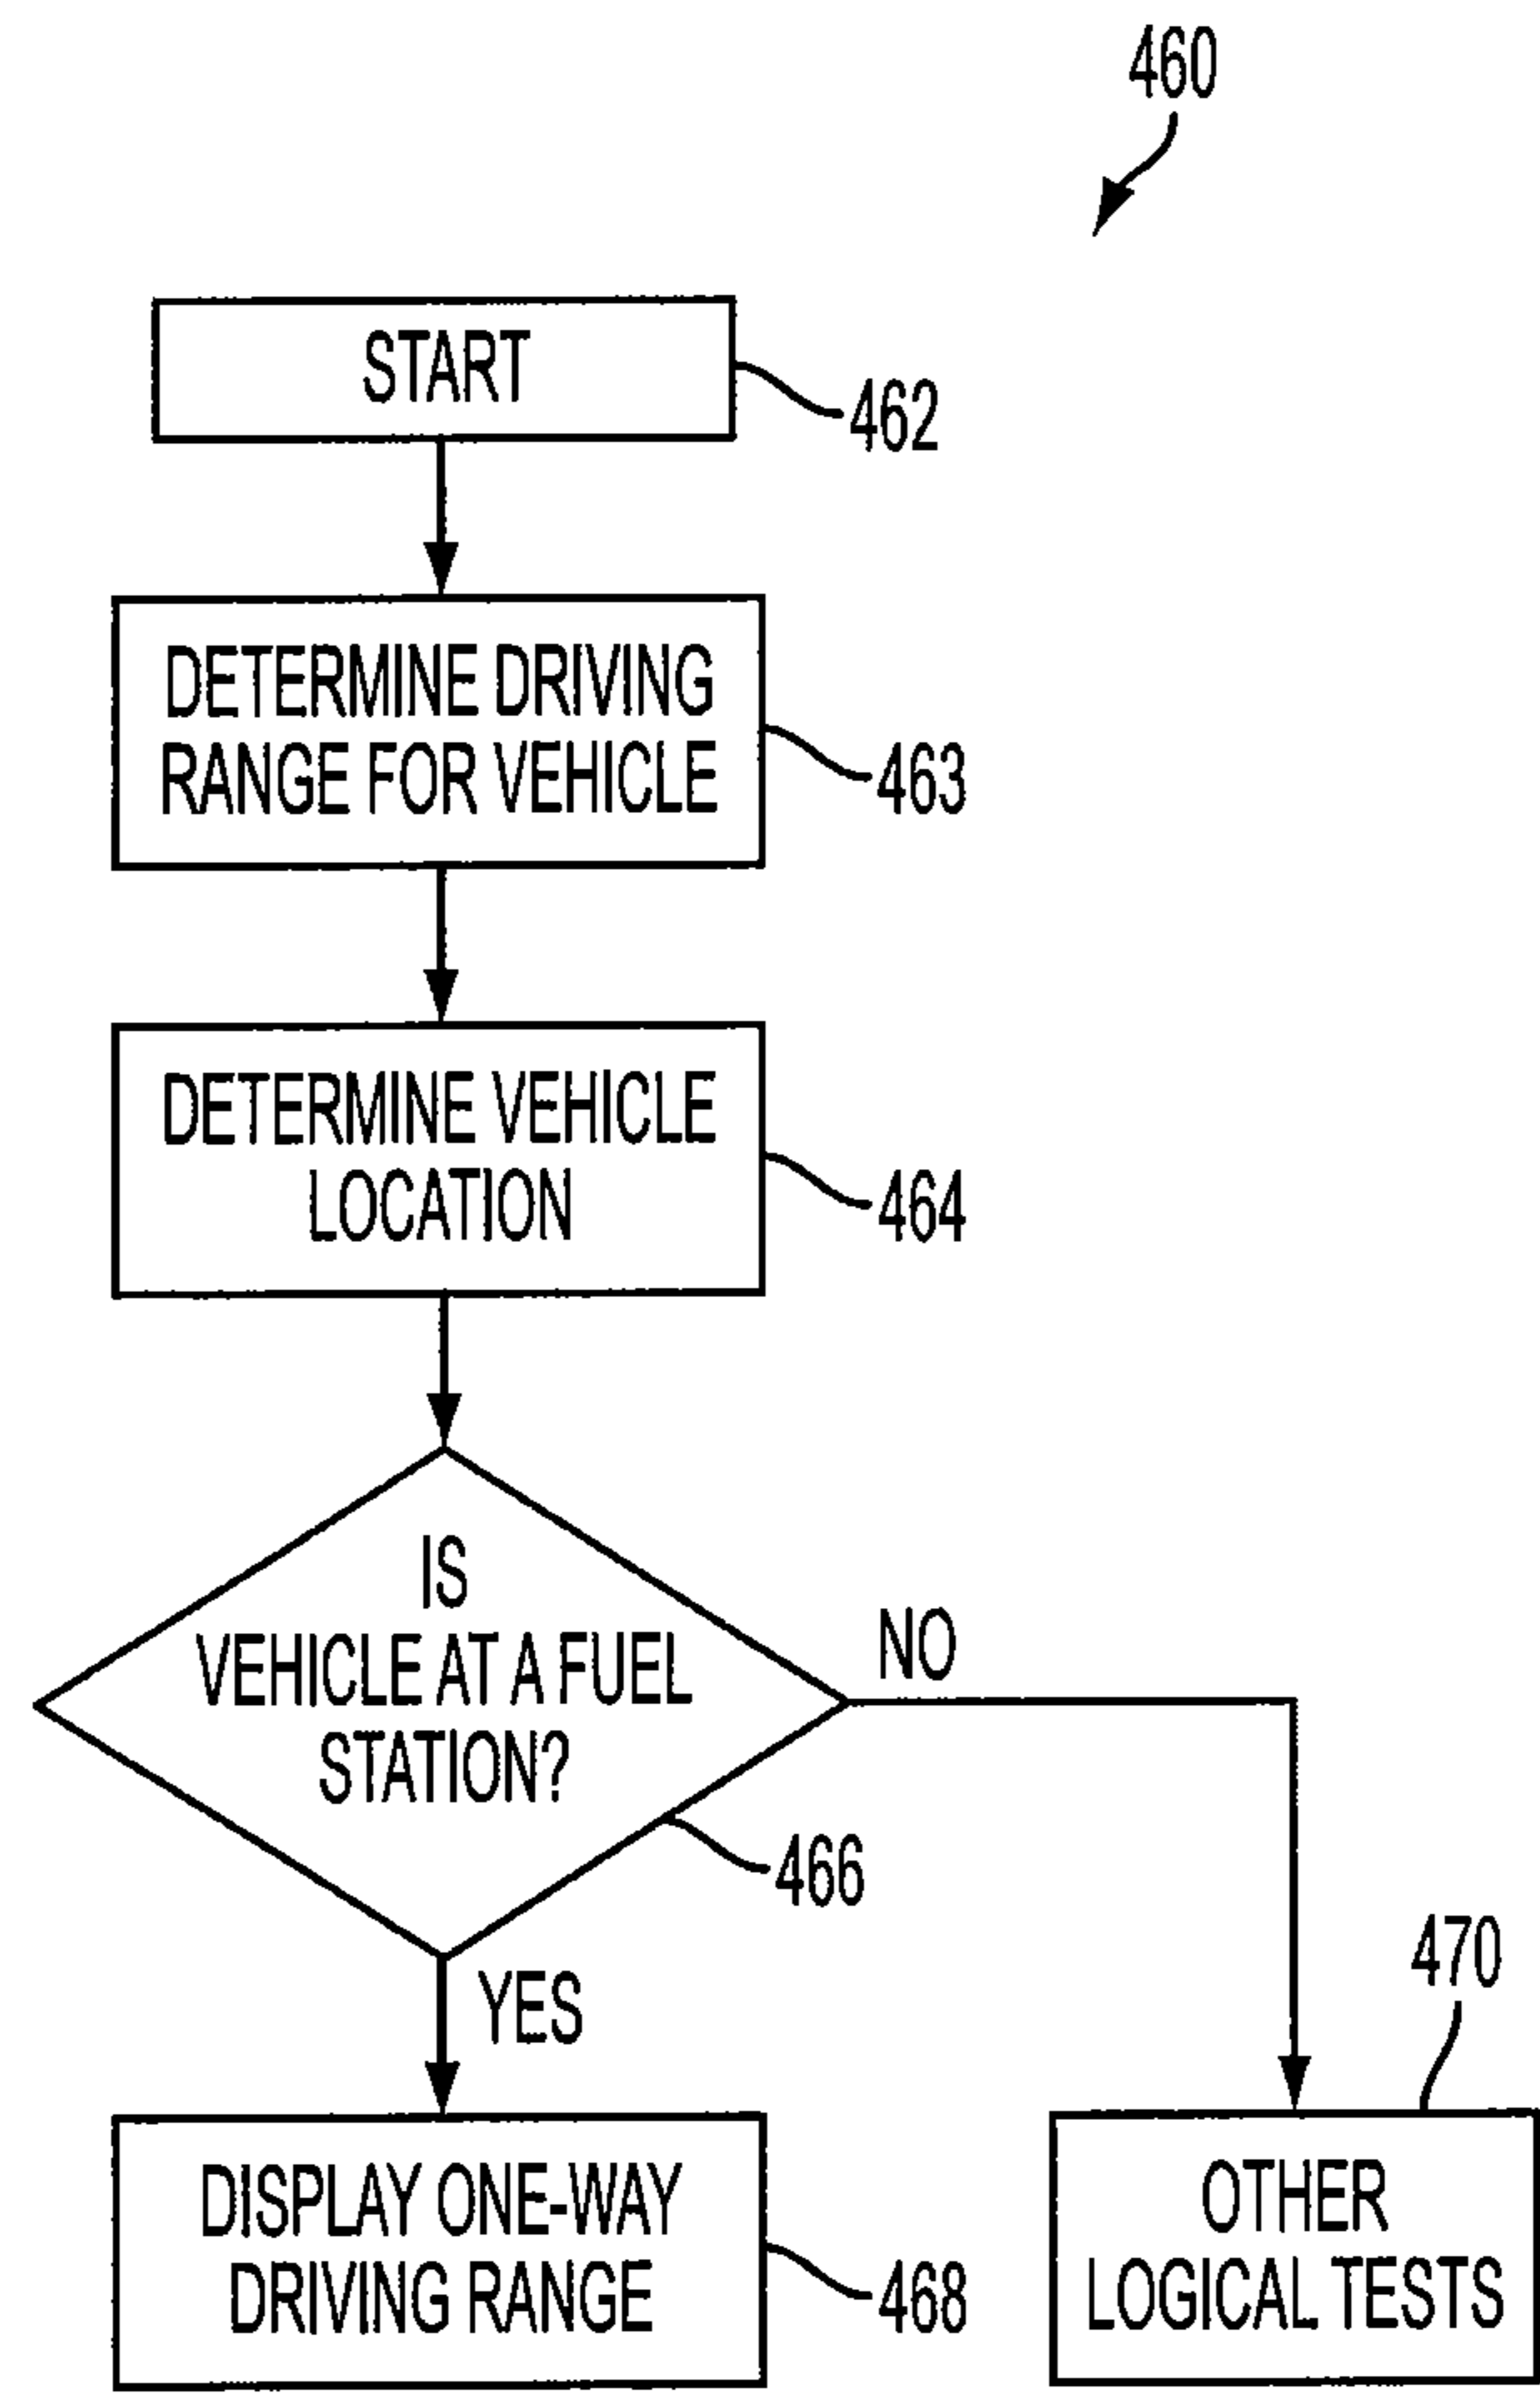 460
START
462
DETERMINE DRIVING
RANGE FOR VEHICLE
463
DETERMINE VEHICLE
LOCATION
464
IS
VEHICLE AT A FUEL
STATION?
466
NO
YES
470
DISPLAY ONE-WAY
DRIVING RANGE
468
OTHER
LOGICAL TESTS